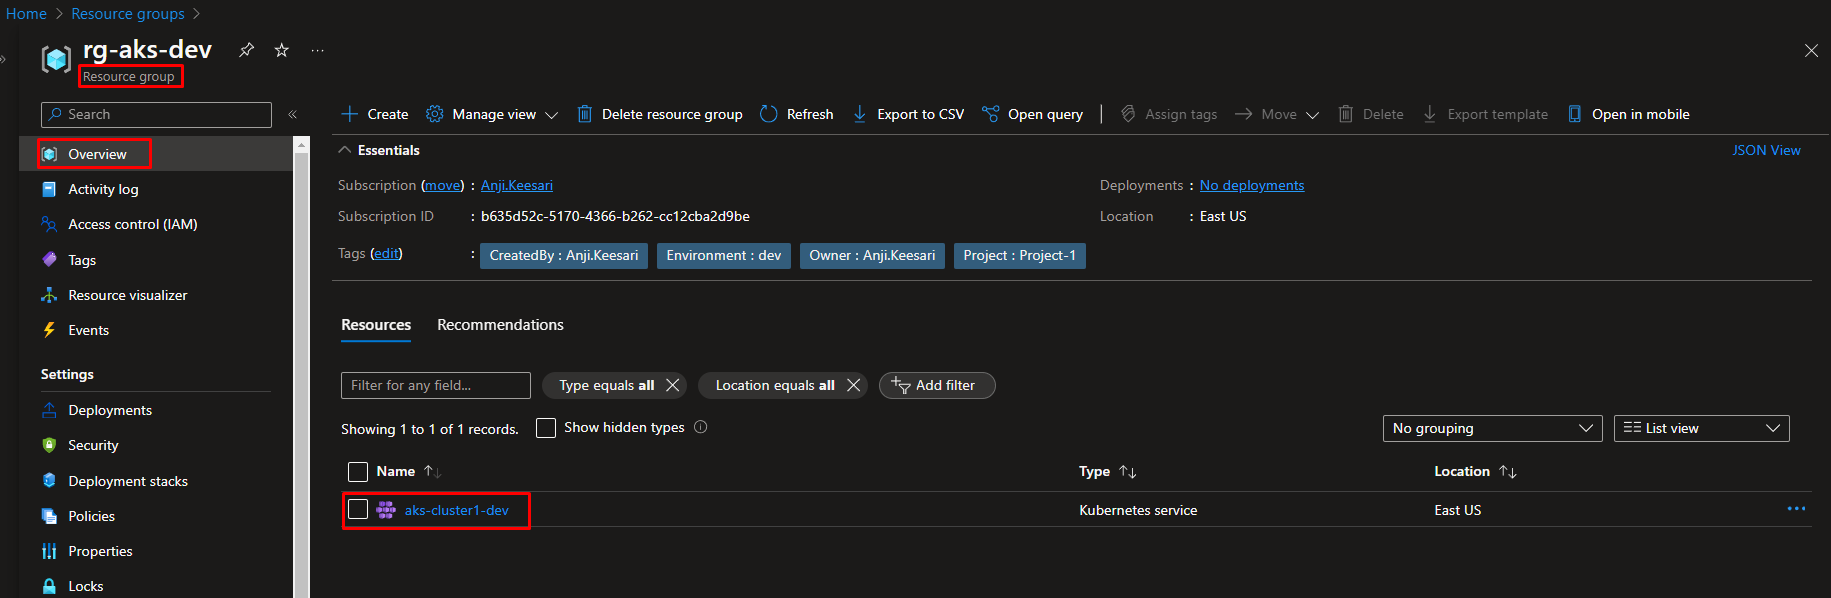 Home > Resource groups >
rg-aks-dev
Resource group
Search
Overview
Activity log
Access control (IAM)
Tags
Resource visualizer
Events
Settings
Deployments
Security
Deployment stacks
Policies
Properties
Locks
Create Manage view Delete resource group Refresh Export to CSV Open query Assign tags Move Delete Export template Open in mobile
Essentials JSON View
Subscription (move) : Anji.Keesari Deployments : No deployments
Subscription ID : b635d52c-5170-4366-b262-cc12cba2d9be Location : East US
Tags (edit) : CreatedBy : Anji.Keesari Environment : dev Owner : Anji.Keesari Project : Project-1
Resources Recommendations
Filter for any field... Type equals all Location equals all Add filter
Showing 1 to 1 of 1 records. Show hidden types No grouping List view
Name Type Location
aks-cluster1-dev Kubernetes service East US